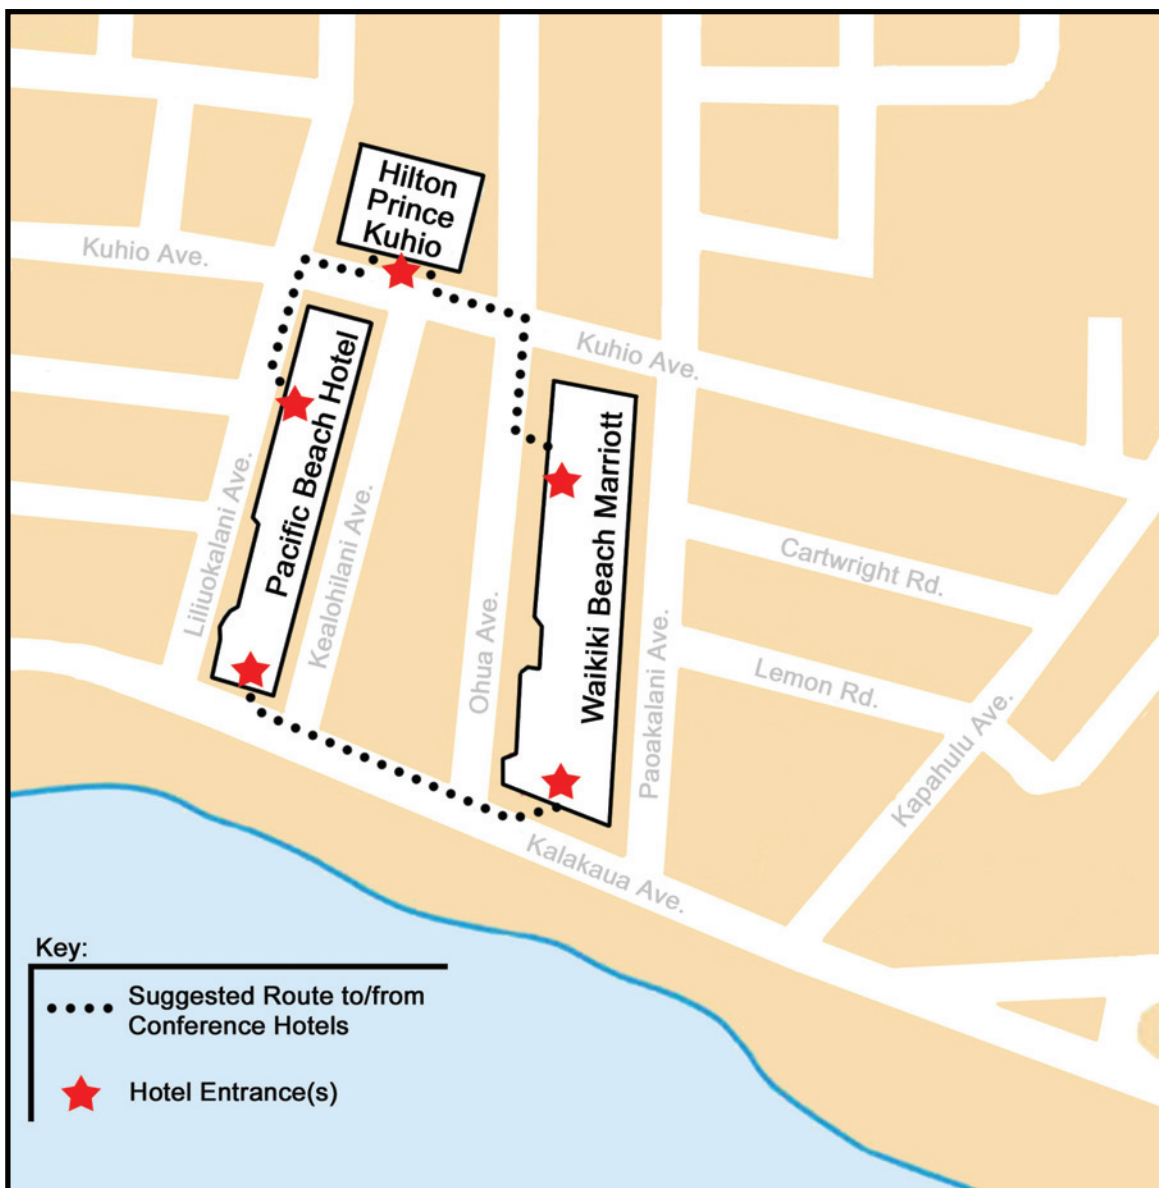 Hilton
Prince
Kuhio
Kuhio Ave.
Kuhio Ave.
Pacific Beach Hotel
Waikiki Beach Marriott
Liliuokalani Ave.
Kealohilani Ave.
Ohua Ave.
Paoakalani Ave.
Cartwright Rd.
Lemon Rd.
Kapahulu Ave.
Kalakaua Ave.
Key:
Suggested Route to/from
Conference Hotels
Hotel Entrance(s)